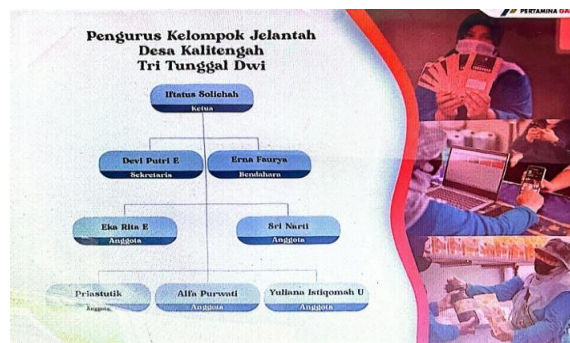 PERTAMINA GA
Pengurus Kelompok Jelantah
Desa Kalitengah
Tri Tunggal Dwi
Iftatus Solichah
Ketua
Devi Putri E
Sekretaris
Erna Faurya
Bendahara
Eka Rita E
Anggota
Sri Narti
Anggota
Priastutik
Anggota
Alfa Purwati
Anggota
Yuliana Istiqomah U
Anggota